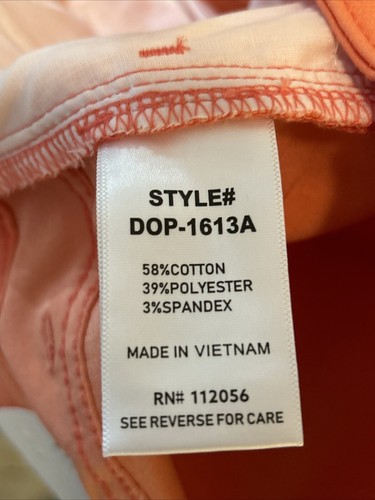 STYLE#
DOP-1613A
58%COTTON
39%POLYESTER
3%SPANDEX
MADE IN VIETNAM
RN# 112056
SEE REVERSE FOR CARE